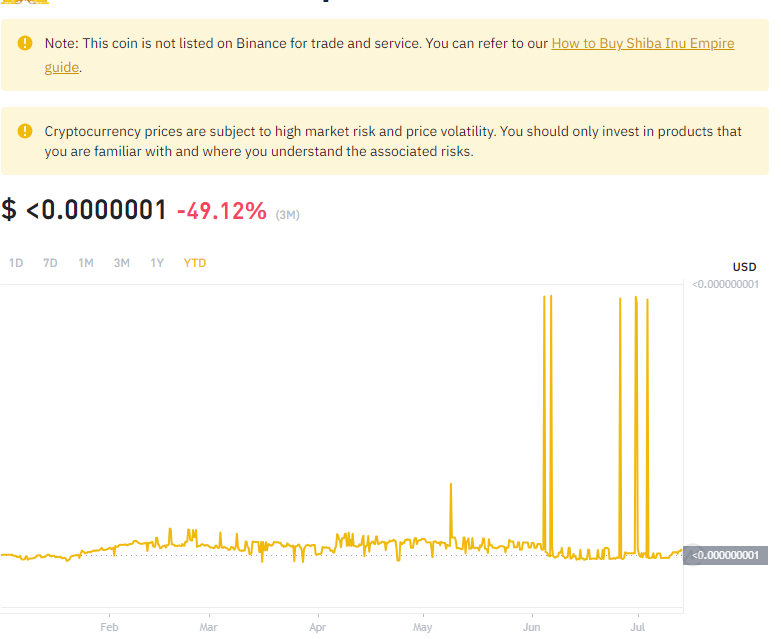 Note: This coin is not listed on Binance for trade and service. You can refer to our How to Buy Shiba Inu Empire
guide.
Cryptocurrency prices are subject to high market risk and price volatility. You should only invest in products that
you are familiar with and where you understand the associated risks.
$ <0.0000001 -49.12% (3M)
1D 7D 1M 3M 1Y YTD
USD
<0.000000001
<0.000000001
Feb Mar Apr May Jun Jul